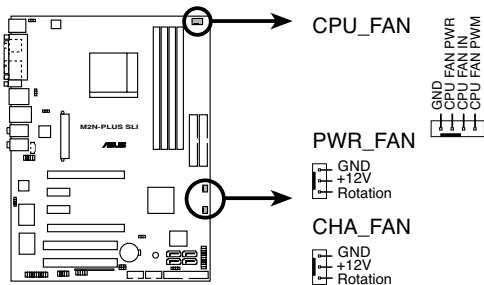 CPU_FAN
GND
CPU FAN PWR
CPU FAN IN
CPU FAN PWM
M2N-PLUS SLI
ASUS
PWR_FAN
GND
+12V
Rotation
CHA_FAN
GND
+12V
Rotation